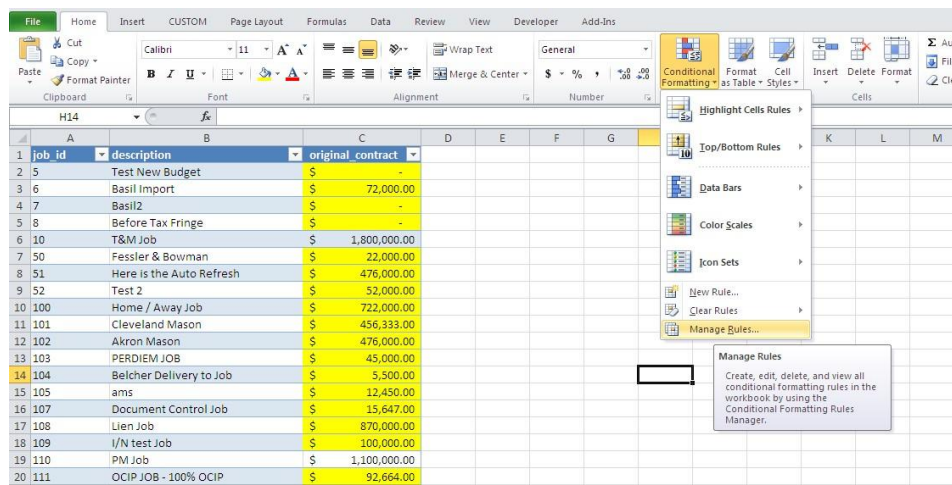 File Home Insert CUSTOM Page Layout Formulas Data Review View Developer Add-Ins
Cut
Copy
Format Painter
Paste
Clipboard
Calibri 11 A A
B I U A
Font
Wrap Text
Merge & Center
Alignment
General
$ % , .0 .00 .00 .0
Number
Conditional Formatting
Format as Table
Cell Styles
Insert Delete Format
Cells
Σ Au
Fil
Cl
H14 fx
A B C D E F G K L M
1 job_id description original_contract
2 5 Test New Budget $ -
3 6 Basil Import $ 72,000.00
4 7 Basil2 $ -
5 8 Before Tax Fringe $ -
6 10 T&M Job $ 1,800,000.00
7 50 Fessler & Bowman $ 22,000.00
8 51 Here is the Auto Refresh $ 476,000.00
9 52 Test 2 $ 52,000.00
10 100 Home / Away Job $ 722,000.00
11 101 Cleveland Mason $ 456,333.00
12 102 Akron Mason $ 476,000.00
13 103 PERDIEM JOB $ 45,000.00
14 104 Belcher Delivery to Job $ 5,500.00
15 105 ams $ 12,450.00
16 107 Document Control Job $ 15,647.00
17 108 Lien Job $ 870,000.00
18 109 I/N test Job $ 100,000.00
19 110 PM Job $ 1,100,000.00
20 111 OCIP JOB - 100% OCIP $ 92,664.00
Highlight Cells Rules
10 Top/Bottom Rules
Data Bars
Color Scales
Icon Sets
New Rule...
Clear Rules
Manage Rules...
Manage Rules
Create, edit, delete, and view all
conditional formatting rules in the
workbook by using the
Conditional Formatting Rules
Manager.